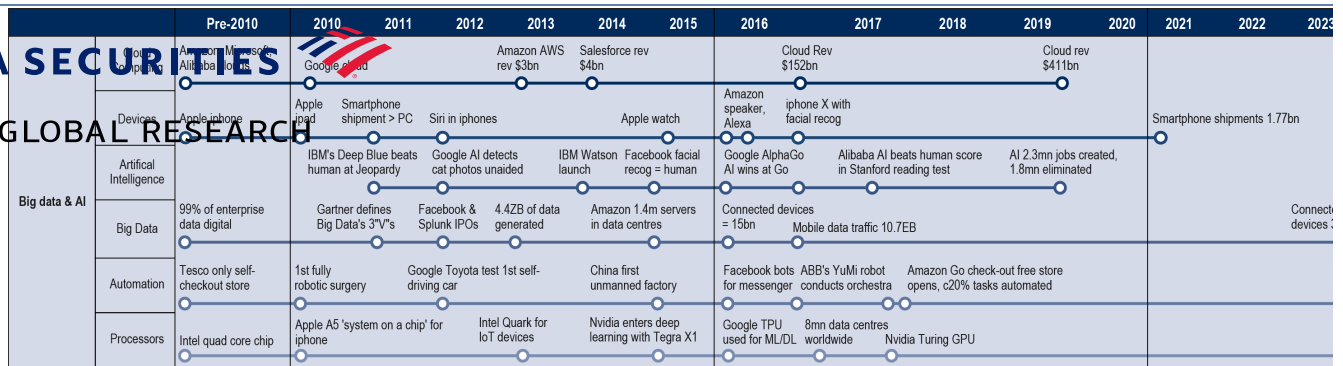 Pre-2010 2010 2011 2012 2013 2014 2015 2016 2017 2018 2019 2020 2021 2022 2023
A SECURITIES
GLOBAL RESEARCH
Big data & AI
Cloud
Computing
Amazon, Microsoft,
Alibaba clouds
Google cloud
Amazon AWS
rev $3bn
Salesforce rev
$4bn
Cloud Rev
$152bn
Cloud rev
$411bn
Devices
Apple iphone
Apple
ipad
Smartphone
shipment > PC
Siri in iphones
Apple watch
Amazon
speaker,
Alexa
iphone X with
facial recog
Smartphone shipments 1.77bn
Artifical
Intelligence
IBM's Deep Blue beats
human at Jeopardy
Google AI detects
cat photos unaided
IBM Watson
launch
Facebook facial
recog = human
Google AlphaGo
AI wins at Go
Alibaba AI beats human score
in Stanford reading test
AI 2.3mn jobs created,
1.8mn eliminated
Big Data
99% of enterprise
data digital
Gartner defines
Big Data's 3"V"s
Facebook &
Splunk IPOs
4.4ZB of data
generated
Amazon 1.4m servers
in data centres
Connected devices
= 15bn
Mobile data traffic 10.7EB
devices
Automation
Tesco only self-
checkout store
1st fully
robotic surgery
Google Toyota test 1st self-
driving car
China first
unmanned factory
Facebook bots
for messenger
ABB's YuMi robot
conducts orchestra
Amazon Go check-out free store
opens, c20% tasks automated
Processors
Intel quad core chip
Apple A5 'system on a chip' for
iphone
Intel Quark for
IoT devices
Nvidia enters deep
learning with Tegra X1
Google TPU
used for ML/DL
8mn data centres
worldwide
Nvidia Turing GPU